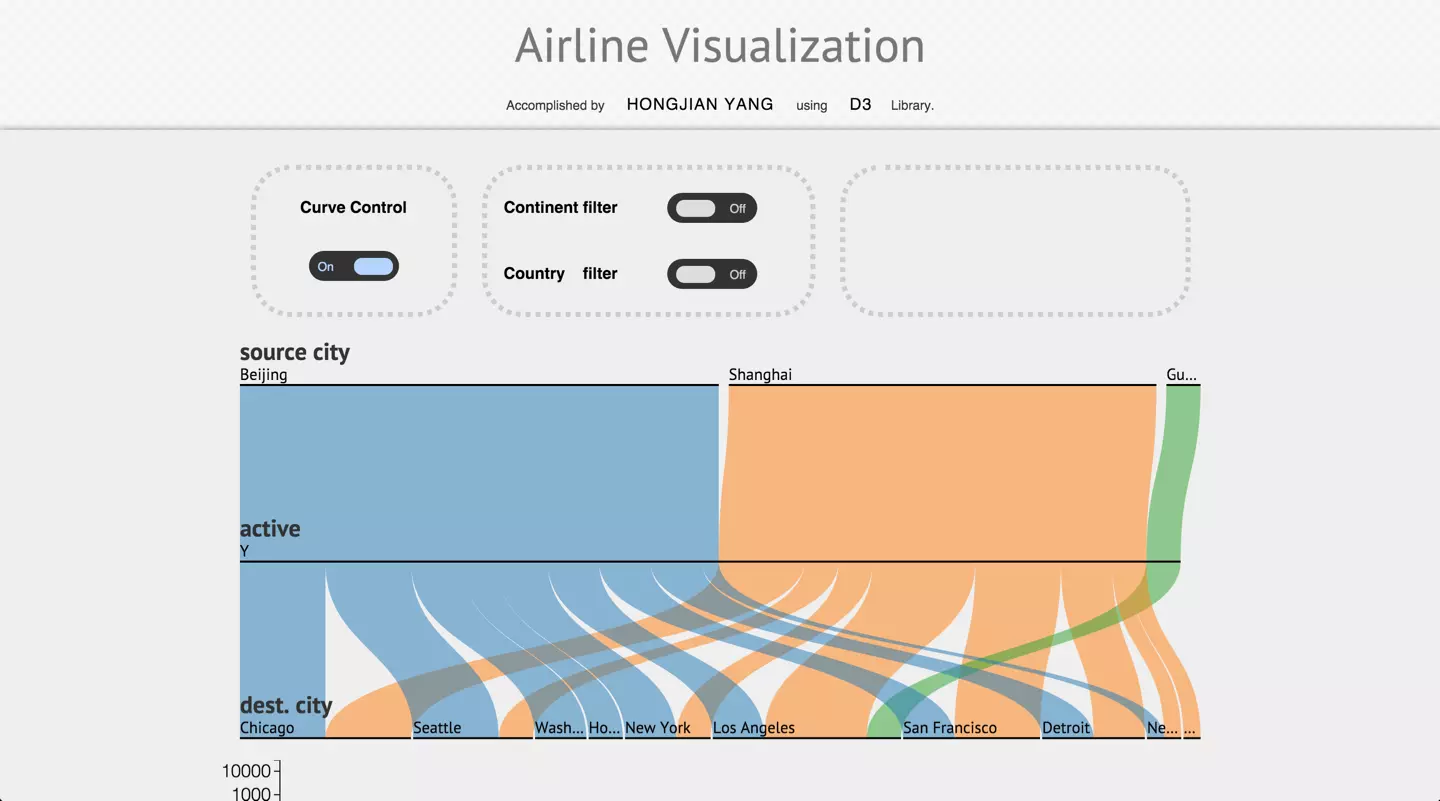 Airline Visualization
Accomplished by HONGJIAN YANG using D3 Library.
Curve Control
On
Continent filter Off
Country filter Off
source city
Beijing Shanghai Gu...
active
Y
dest. city
Chicago Seattle Wash... Ho... New York Los Angeles San Francisco Detroit Ne... ...
10000
1000